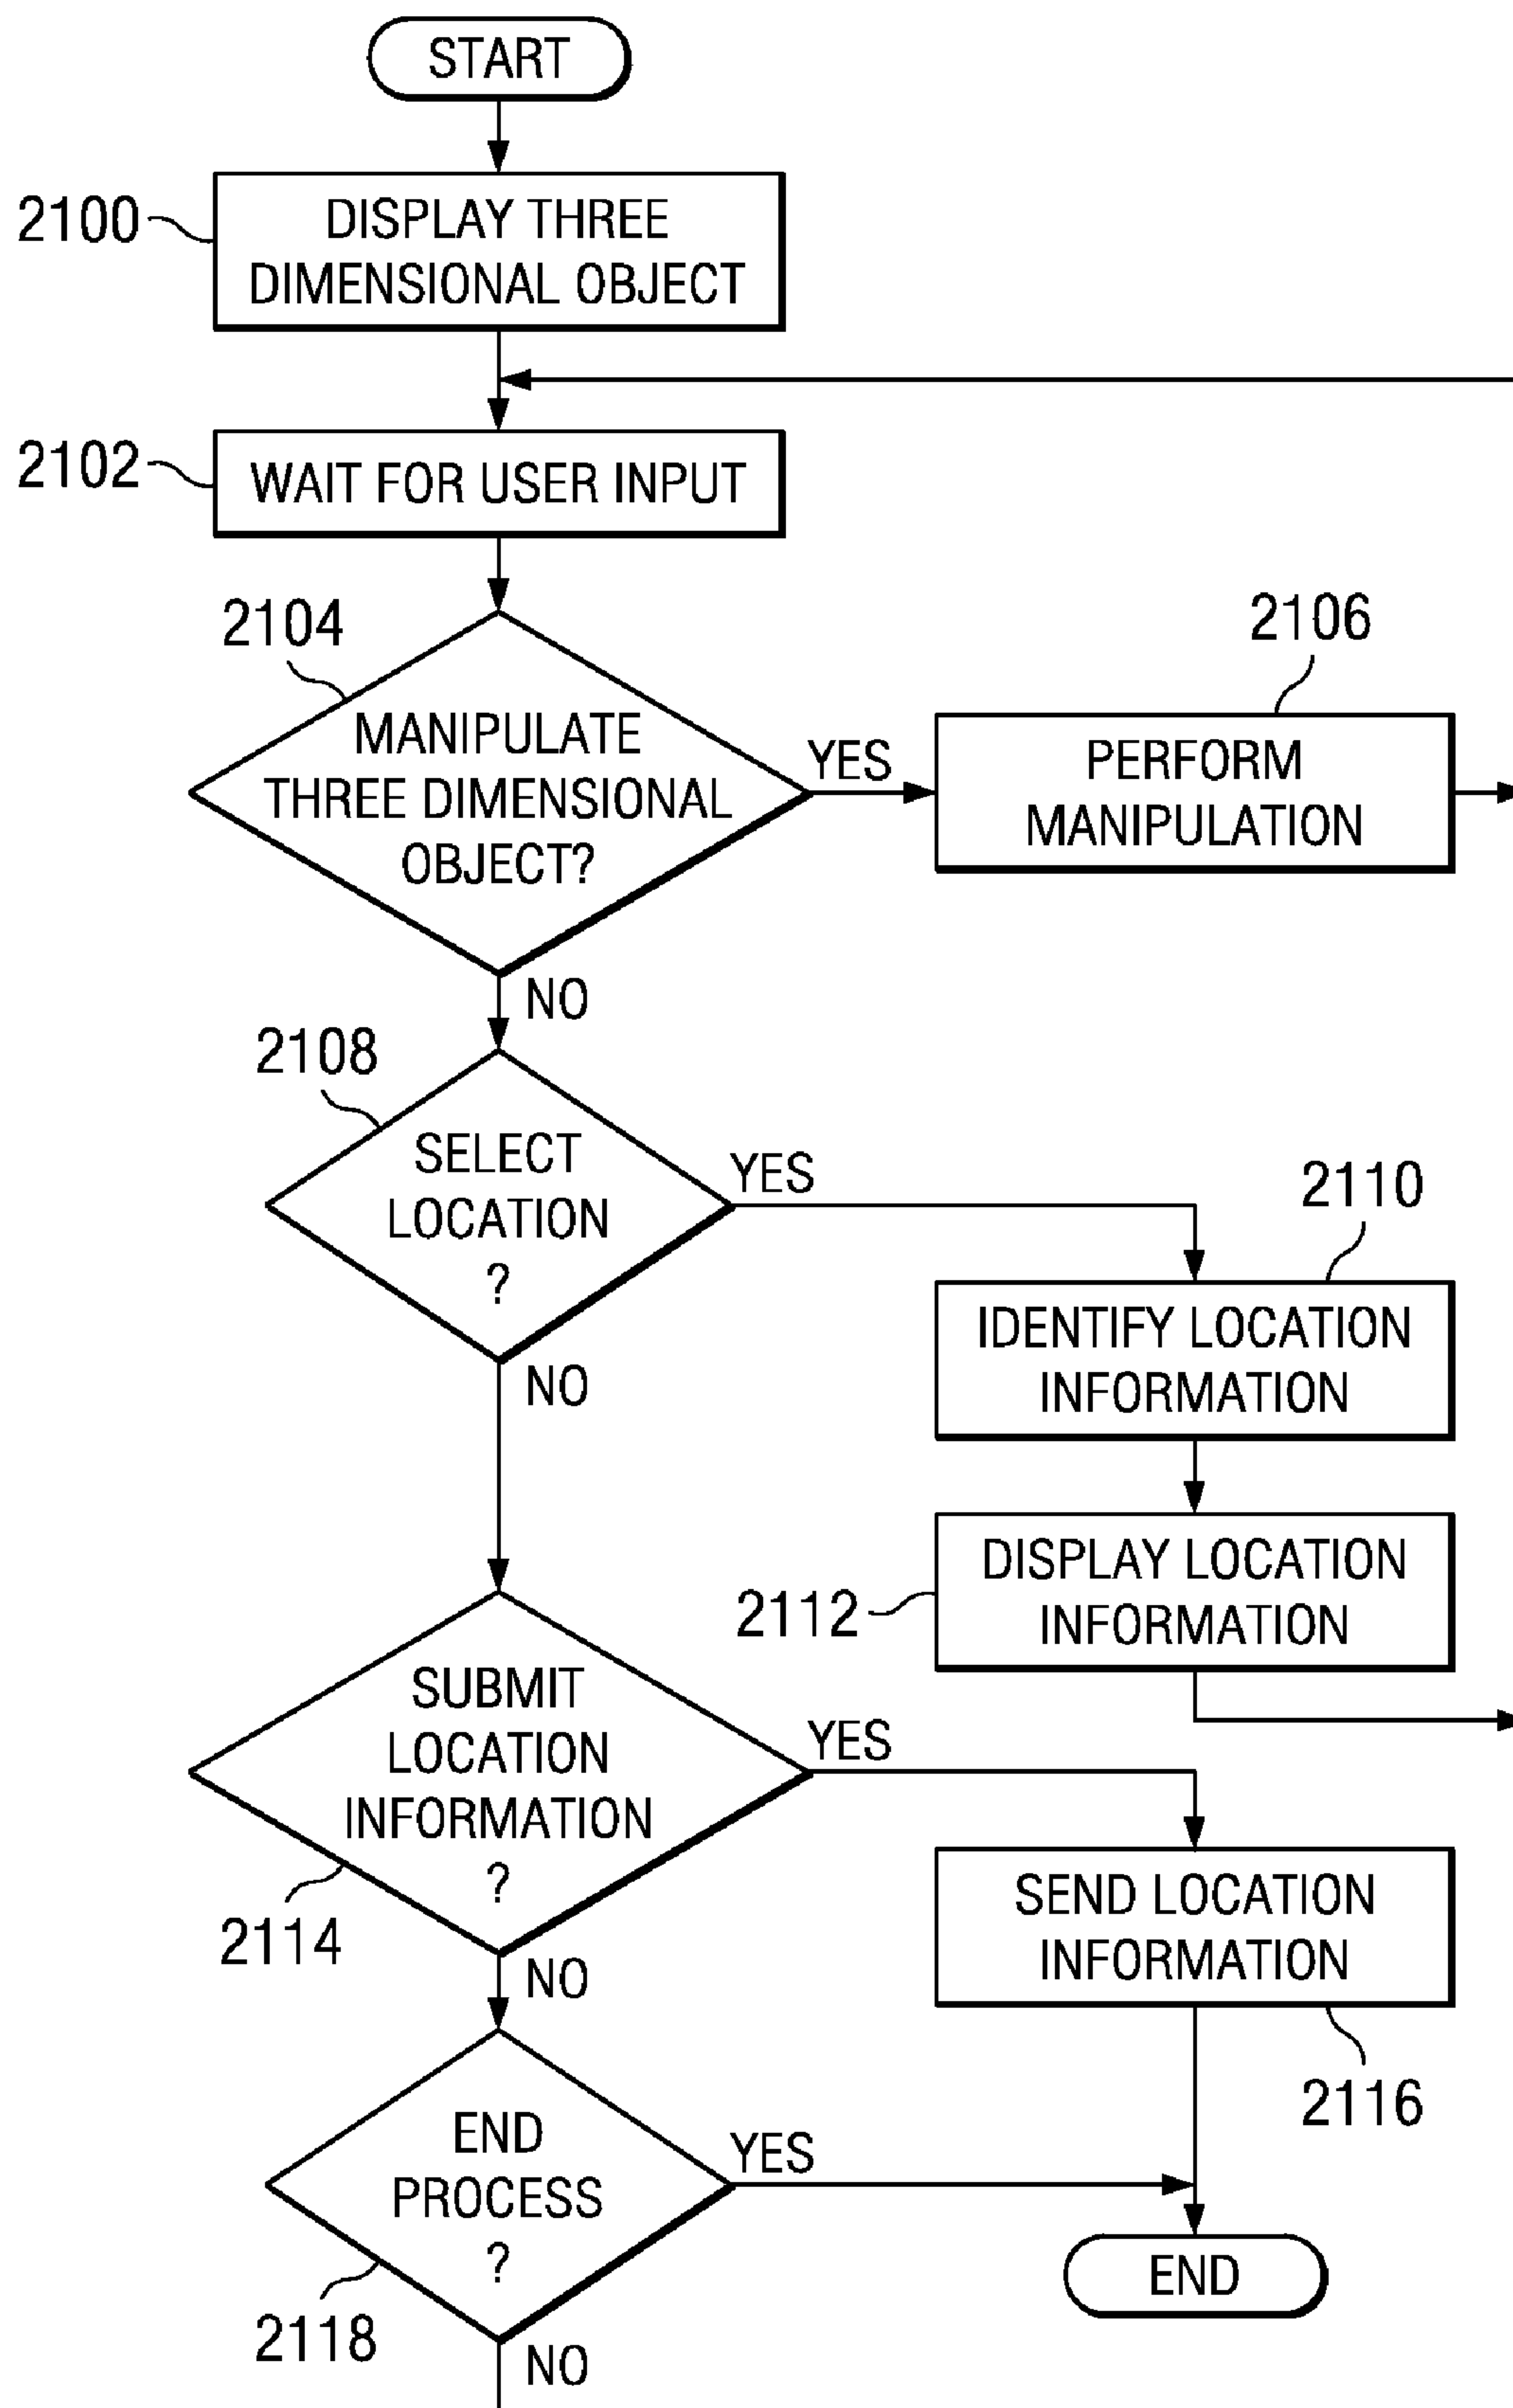 START
2100
DISPLAY THREE
DIMENSIONAL OBJECT
2102
WAIT FOR USER INPUT
2104
MANIPULATE
THREE DIMENSIONAL
OBJECT?
YES
2106
PERFORM
MANIPULATION
NO
2108
SELECT
LOCATION
?
YES
2110
IDENTIFY LOCATION
INFORMATION
NO
2112
DISPLAY LOCATION
INFORMATION
SUBMIT
LOCATION
INFORMATION
?
YES
2114
SEND LOCATION
INFORMATION
2116
NO
END
PROCESS
?
YES
2118
END
NO